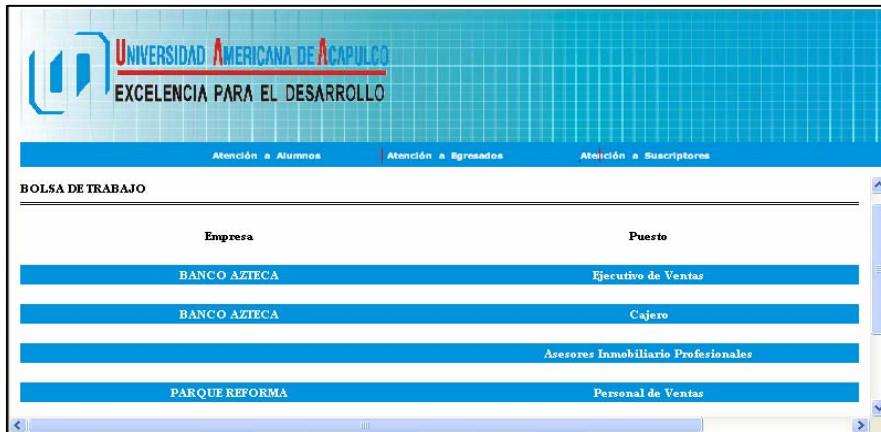 UNIVERSIDAD AMERICANA DE ACAPULCO
EXCELENCIA PARA EL DESARROLLO
Atención a Alumnos Atención a Egresados Atención a Suscriptores
BOLSA DE TRABAJO
Empresa Puesto
BANCO AZTECA Ejecutivo de Ventas
BANCO AZTECA Cajero
Asesores Inmobiliario Profesionales
PARQUE REFORMA Personal de Ventas